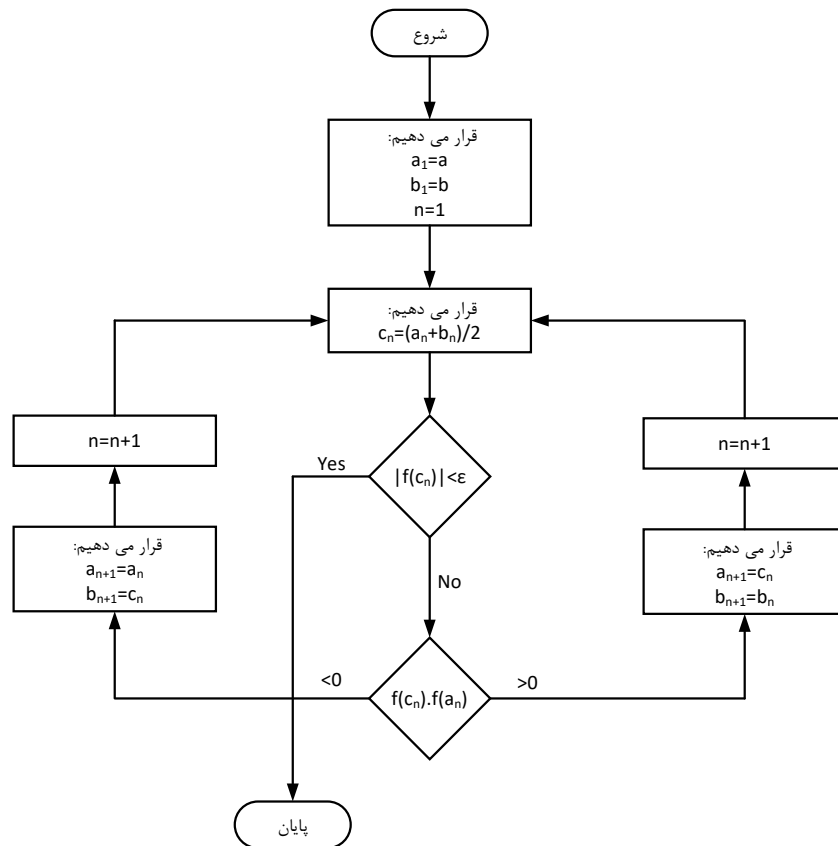 شروع
قرار می دهیم:
a₁=a
b₁=b
n=1
قرار می دهیم:
cₙ=(aₙ+bₙ)/2
n=n+1
n=n+1
Yes
|f(cₙ)|<ε
قرار می دهیم:
aₙ₊₁=aₙ
bₙ₊₁=cₙ
قرار می دهیم:
aₙ₊₁=cₙ
bₙ₊₁=bₙ
No
<0
f(cₙ).f(aₙ)
>0
پایان